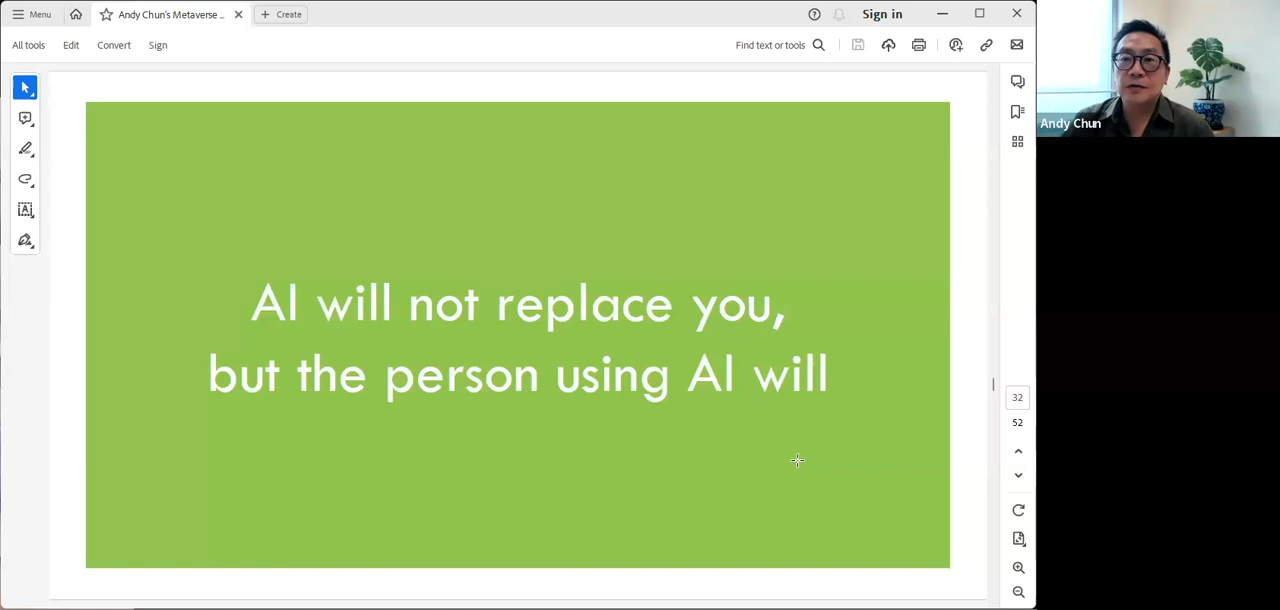 Menu
Andy Chun's Metaverse ...
Create
Sign in
All tools
Edit
Convert
Sign
Find text or tools
AI will not replace you,
but the person using AI will
32
52
Andy Chun